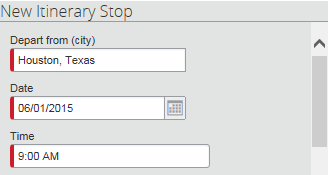 New Itinerary Stop
Depart from (city)
Houston, Texas
Date
06/01/2015
Time
9:00 AM